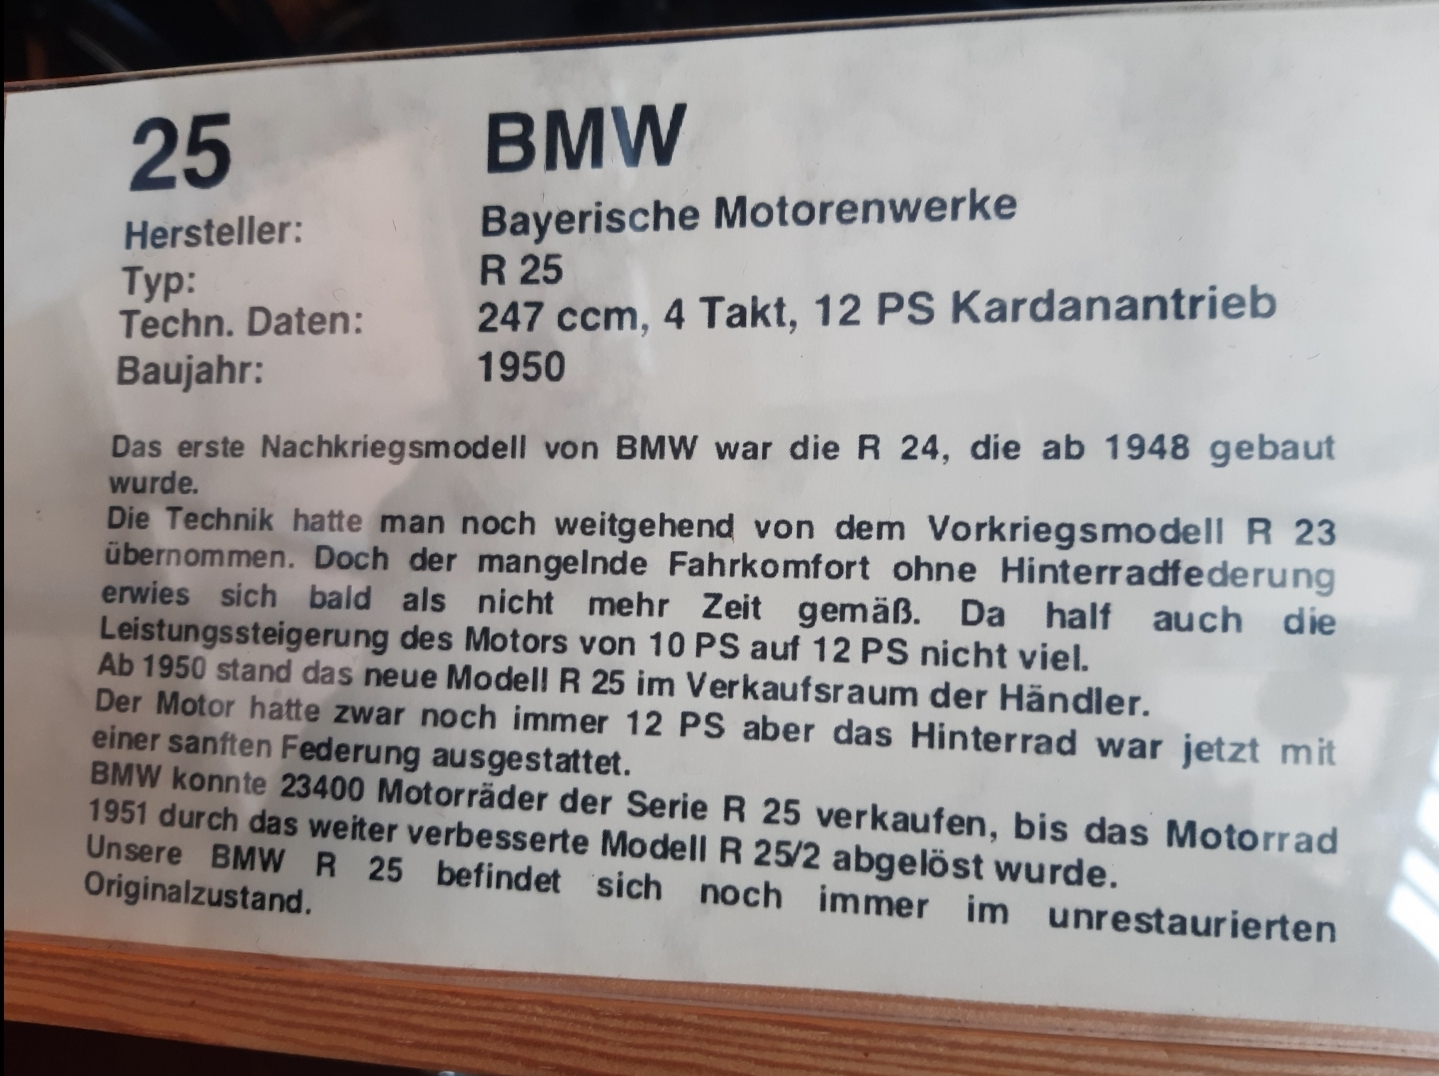 25 BMW
Hersteller: Bayerische Motorenwerke
Typ: R 25
Techn. Daten: 247 ccm, 4 Takt, 12 PS Kardanantrieb
Baujahr: 1950
Das erste Nachkriegsmodell von BMW war die R 24, die ab 1948 gebaut
wurde.
Die Technik hatte man noch weitgehend von dem Vorkriegsmodell R 23
übernommen. Doch der mangelnde Fahrkomfort ohne Hinterradfederung
erwies sich bald als nicht mehr Zeit gemäß. Da half auch die
Leistungssteigerung des Motors von 10 PS auf 12 PS nicht viel.
Ab 1950 stand das neue Modell R 25 im Verkaufsraum der Händler.
Der Motor hatte zwar noch immer 12 PS aber das Hinterrad war jetzt mit
einer sanften Federung ausgestattet.
BMW konnte 23400 Motorräder der Serie R 25 verkaufen, bis das Motorrad
1951 durch das weiter verbesserte Modell R 25/2 abgelöst wurde.
Unsere BMW R 25 befindet sich noch immer im unrestaurierten
Originalzustand.